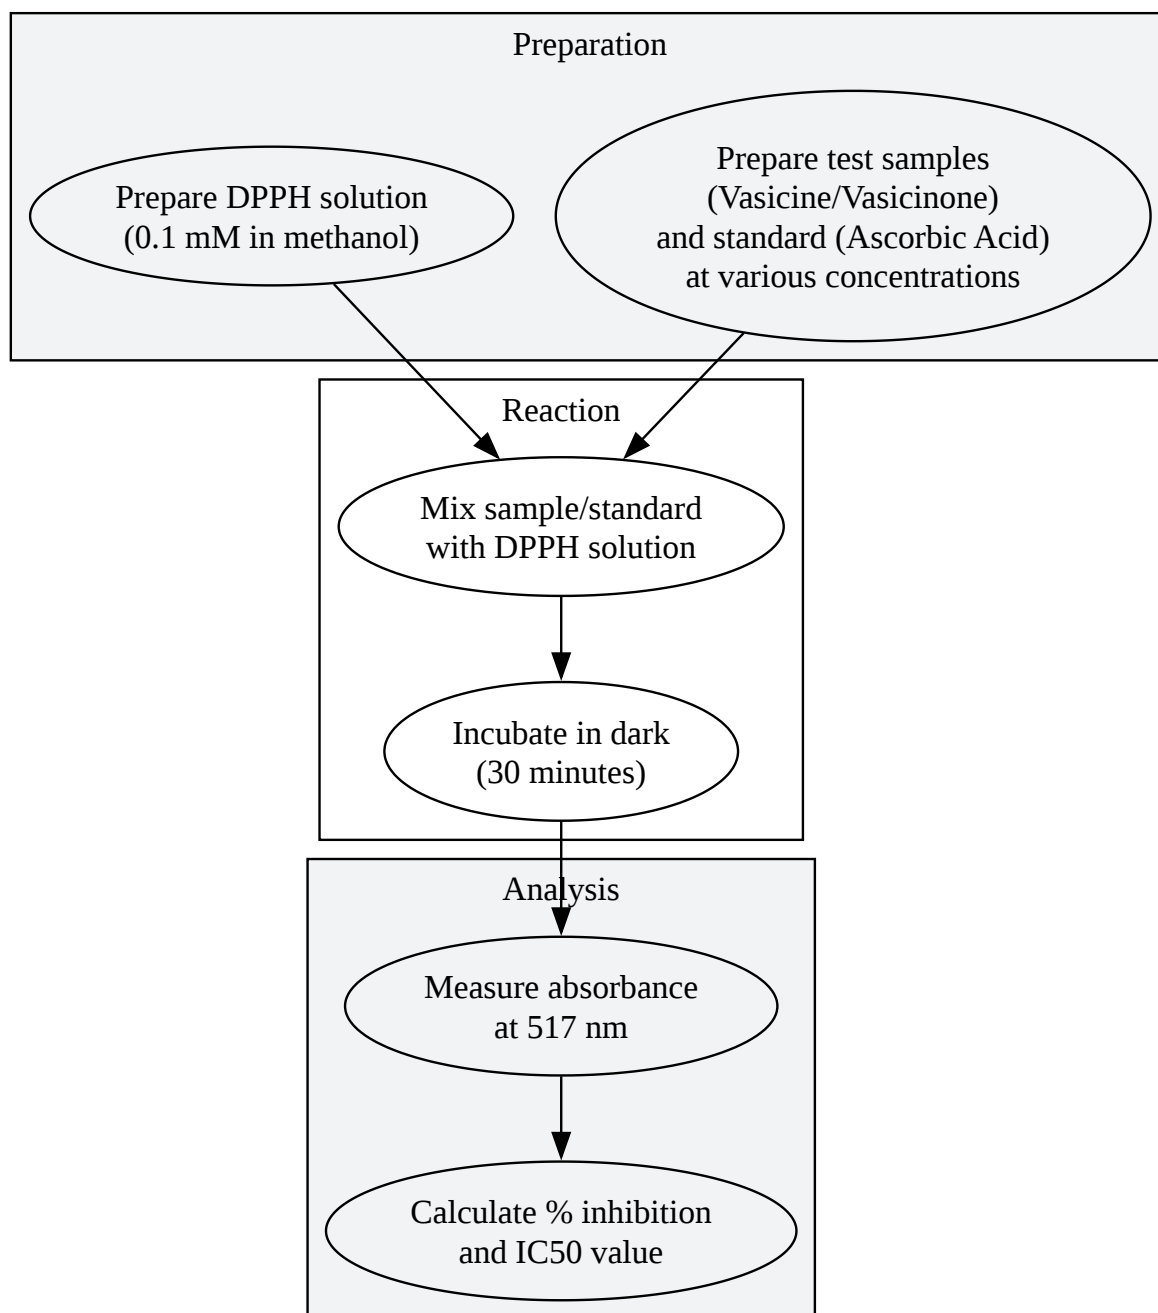 Preparation
Prepare DPPH solution
(0.1 mM in methanol)
Prepare test samples
(Vasicine/Vasicinone)
and standard (Ascorbic Acid)
at various concentrations
Reaction
Mix sample/standard
with DPPH solution
Incubate in dark
(30 minutes)
Analysis
Measure absorbance
at 517 nm
Calculate % inhibition
and IC50 value